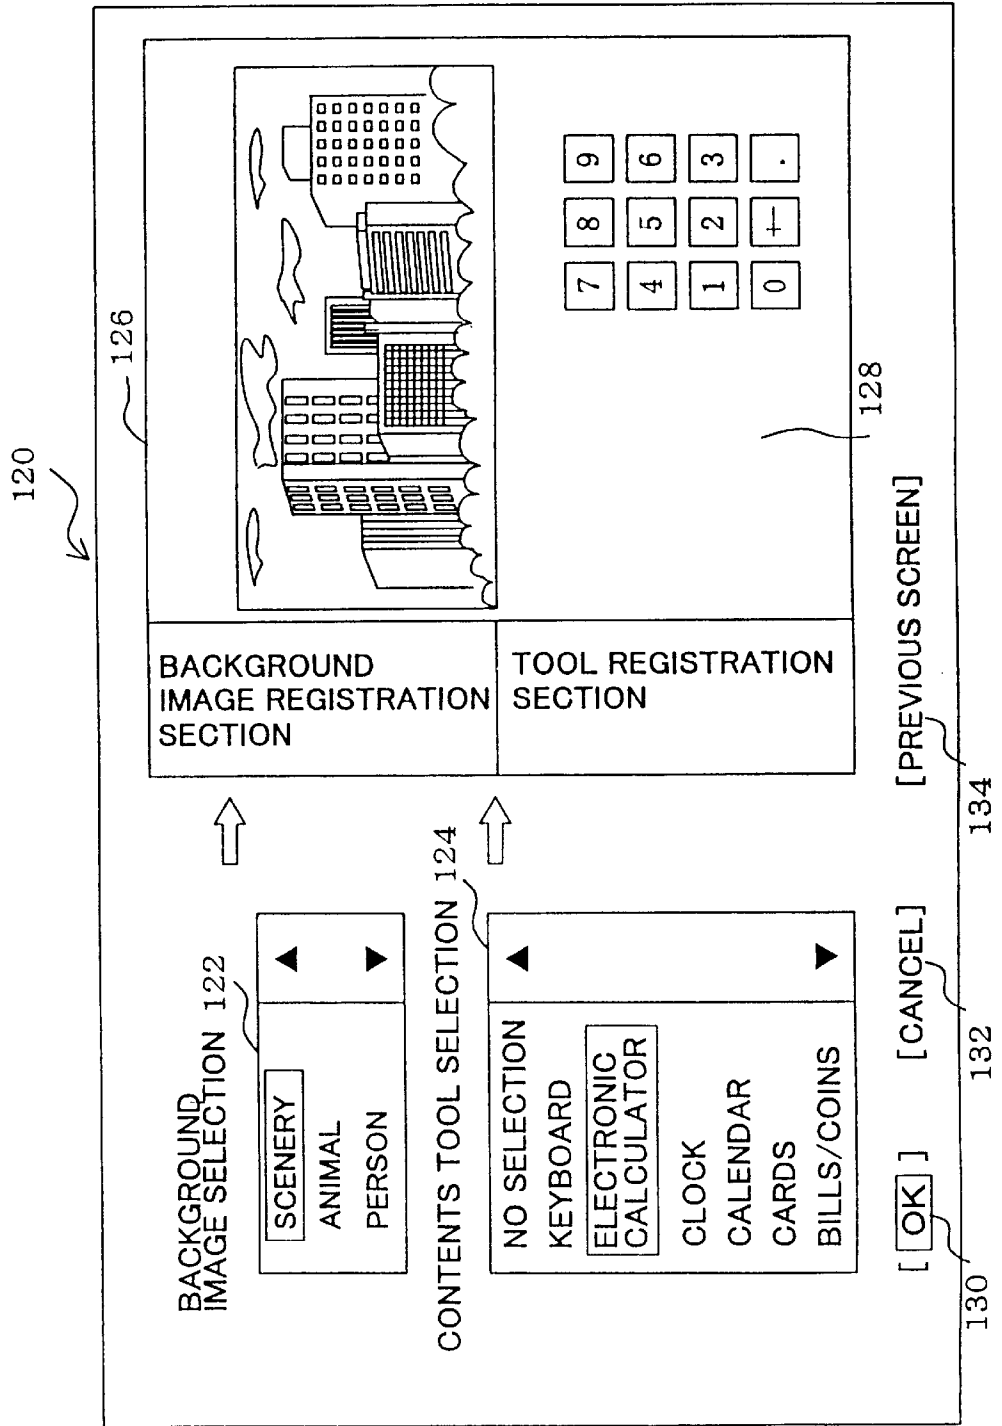 120
126
BACKGROUND
IMAGE SELECTION 122
SCENERY
ANIMAL
PERSON
CONTENTS TOOL SELECTION 124
NO SELECTION
KEYBOARD
ELECTRONIC
CALCULATOR
CLOCK
CALENDAR
CARDS
BILLS/COINS
BACKGROUND
IMAGE REGISTRATION
SECTION
TOOL REGISTRATION
SECTION
7 8 9
4 5 6
1 2 3
0 + .
128
[ OK ] [CANCEL] [PREVIOUS SCREEN]
130 132 134